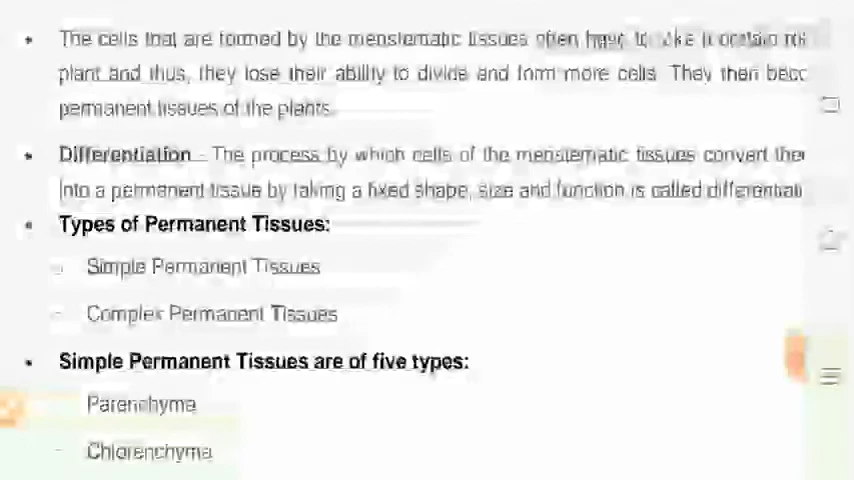 The cells that are formed by the meristematic tissues often have to take a certain
plant and thus, they lose their ability to divide and form more cells. They then
permanent tissues of the plants.
Differentiation - The process by which cells of the meristematic tissues convert
into a permanent tissue by taking a fixed shape, size and function is called
Types of Permanent Tissues:
Simple Permanent Tissues
Complex Permanent Tissues
Simple Permanent Tissues are of five types:
Parenchyma
Chlorenchyma